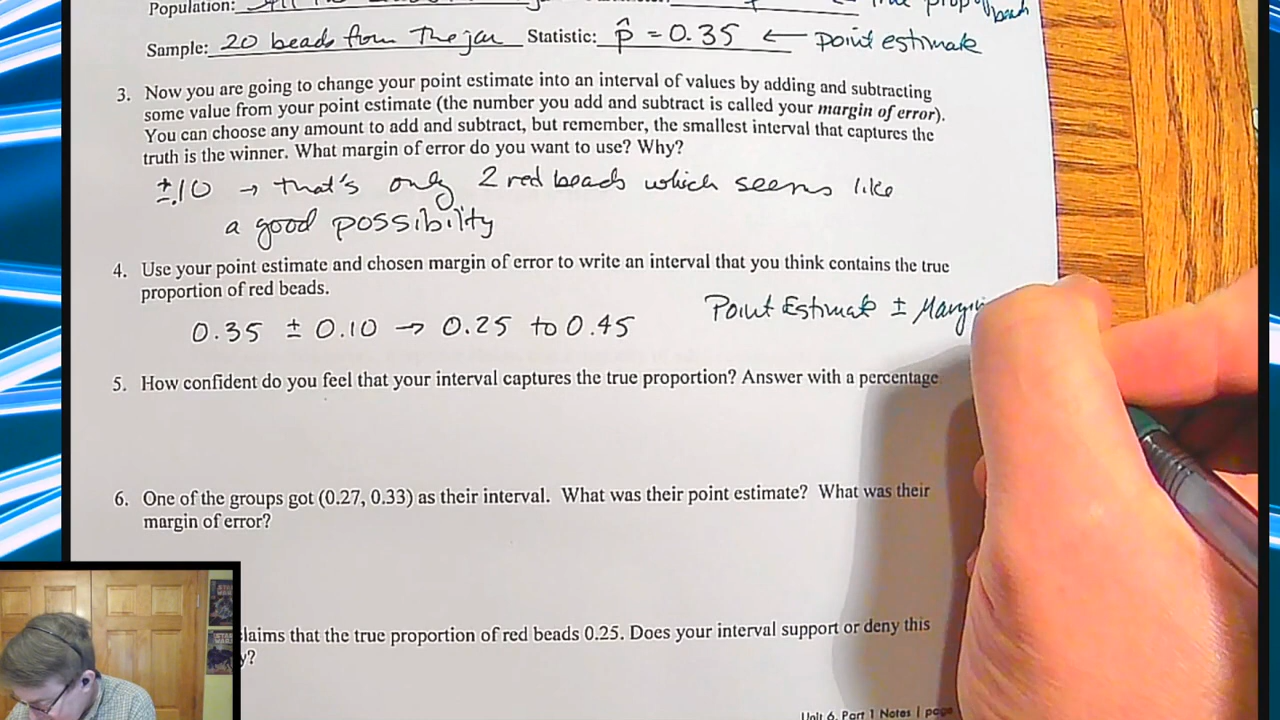 Population:
Sample: 20 beads from the jar Statistic: p̂ = 0.35 ← point estimate
3. Now you are going to change your point estimate into an interval of values by adding and subtracting
some value from your point estimate (the number you add and subtract is called your margin of error).
You can choose any amount to add and subtract, but remember, the smallest interval that captures the
truth is the winner. What margin of error do you want to use? Why?
±.10 → that's only 2 red beads which seems like
a good possibility
4. Use your point estimate and chosen margin of error to write an interval that you think contains the true
proportion of red beads.
Point Estimate ±
0.35 ± 0.10 → 0.25 to 0.45
5. How confident do you feel that your interval captures the true proportion? Answer with a percentage
6. One of the groups got (0.27, 0.33) as their interval. What was their point estimate? What was their
margin of error?
laims that the true proportion of red beads 0.25. Does your interval support or deny this
y?
Unit 6, Part 1 Notes | page